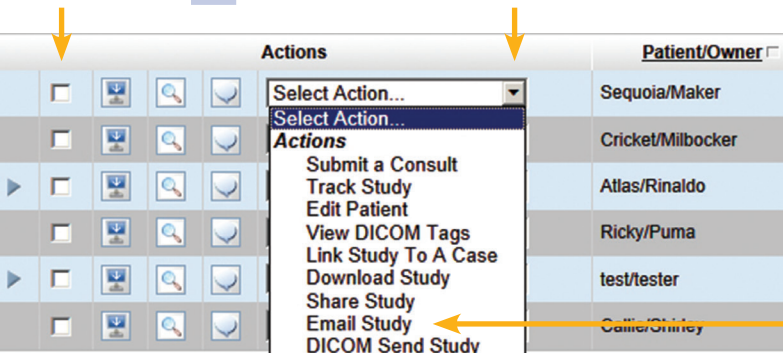 Actions Patient/Owner
Select Action... Sequoia/Maker
Select Action...
Actions Cricket/Milbocker
Submit a Consult
Track Study Atlas/Rinaldo
Edit Patient
View DICOM Tags Ricky/Puma
Link Study To A Case
Download Study test/tester
Share Study
Email Study Callie/Shirley
DICOM Send Study